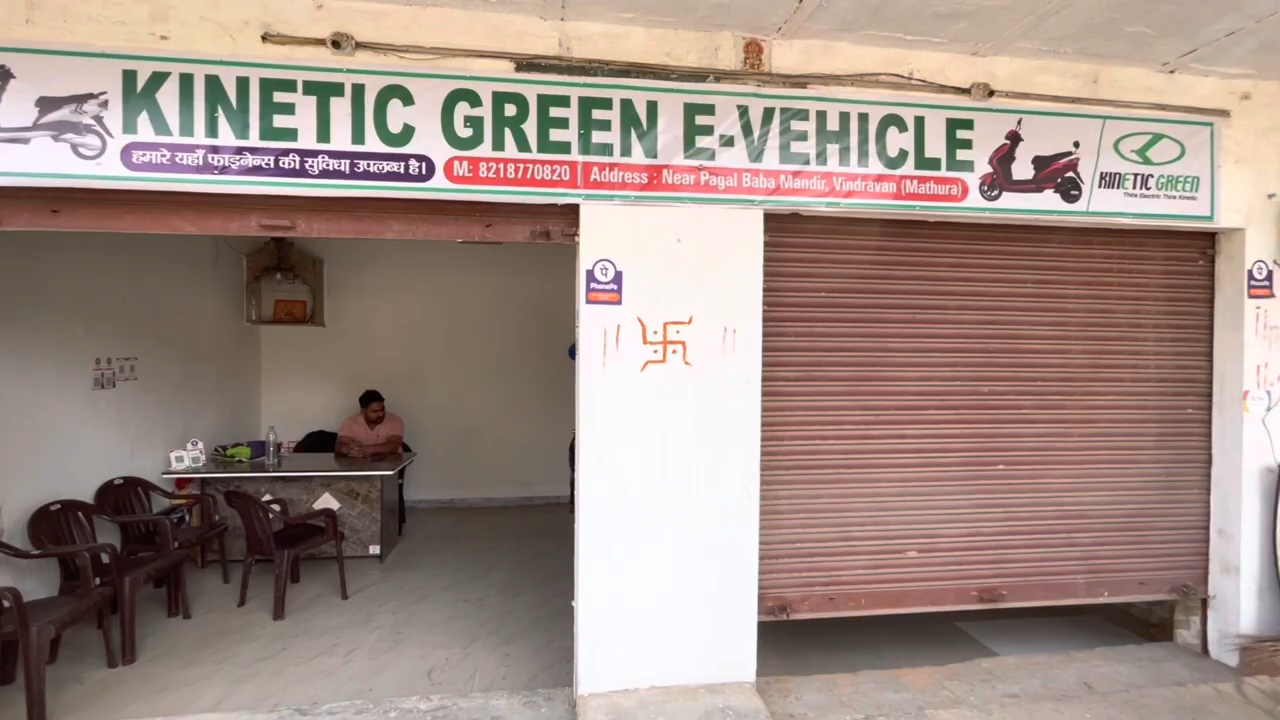 KINETIC GREEN E-VEHICLE
हमारे यहाँ फ़ाइनेन्स की सुविधा उपलब्ध है।
M: 8218770820 | Address : Near Pagal Baba Mandir, Vindravan (Mathura)
KINETIC GREEN
Think Electric Think Kinetic
पे
PhonePe
पे
PhonePe